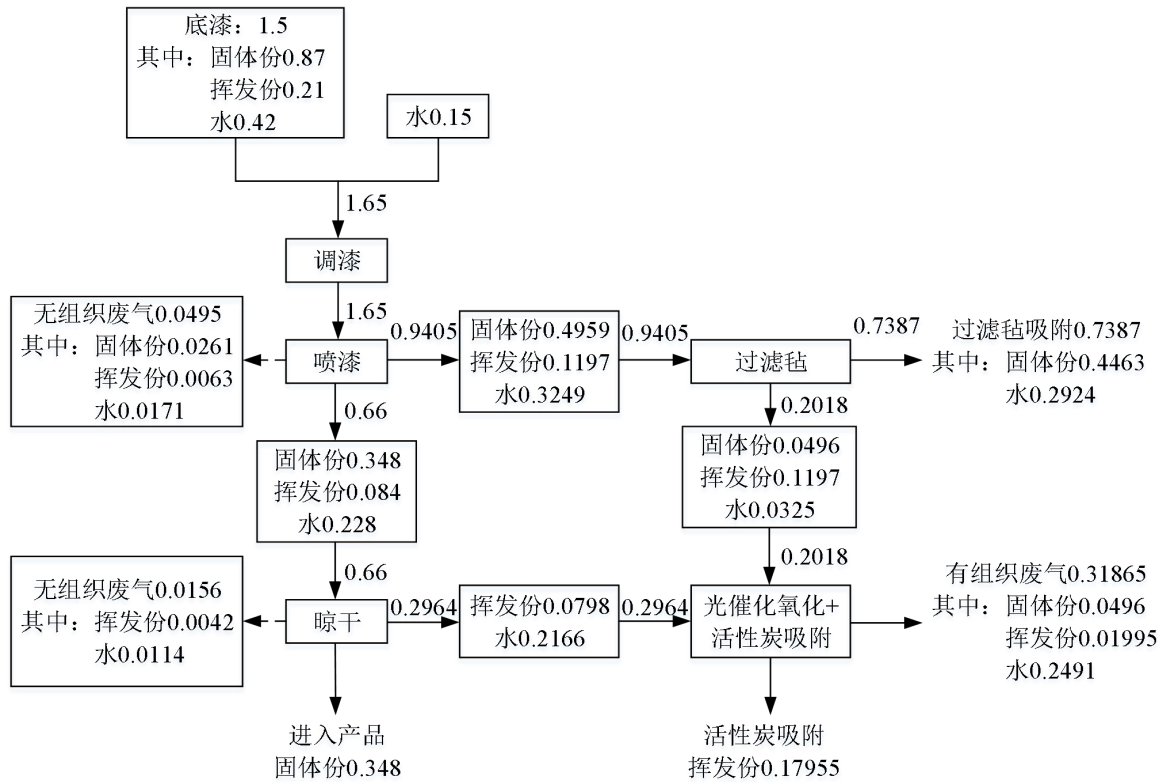 底漆：1.5
其中：固体份0.87
挥发份0.21
水0.42
水0.15
1.65
调漆
1.65
无组织废气0.0495
其中：固体份0.0261
挥发份0.0063
水0.0171
喷漆
0.9405
固体份0.4959
挥发份0.1197
水0.3249
0.9405
过滤毡
0.7387
过滤毡吸附0.7387
其中：固体份0.4463
水0.2924
0.66
0.2018
固体份0.348
挥发份0.084
水0.228
固体份0.0496
挥发份0.1197
水0.0325
0.66
0.2018
无组织废气0.0156
其中：挥发份0.0042
水0.0114
晾干
0.2964
挥发份0.0798
水0.2166
0.2964
光催化氧化+
活性炭吸附
有组织废气0.31865
其中：固体份0.0496
挥发份0.01995
水0.2491
进入产品
固体份0.348
活性炭吸附
挥发份0.17955